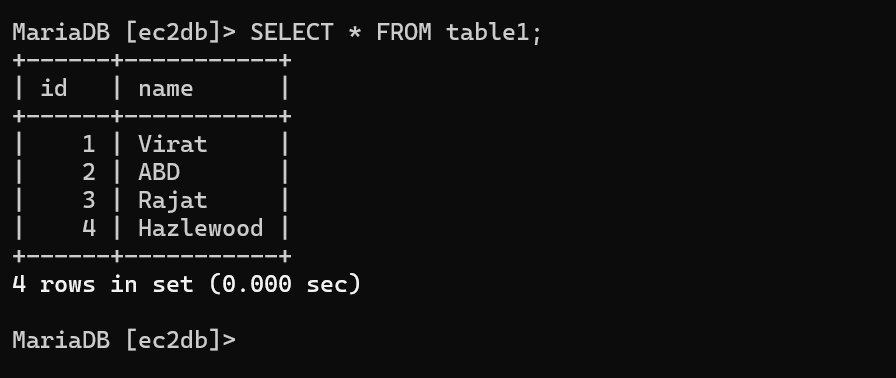 MariaDB [ec2db]> SELECT * FROM table1;
+------+-----------+
| id   | name      |
+------+-----------+
|    1 | Virat     |
|    2 | ABD       |
|    3 | Rajat     |
|    4 | Hazlewood |
+------+-----------+
4 rows in set (0.000 sec)

MariaDB [ec2db]>